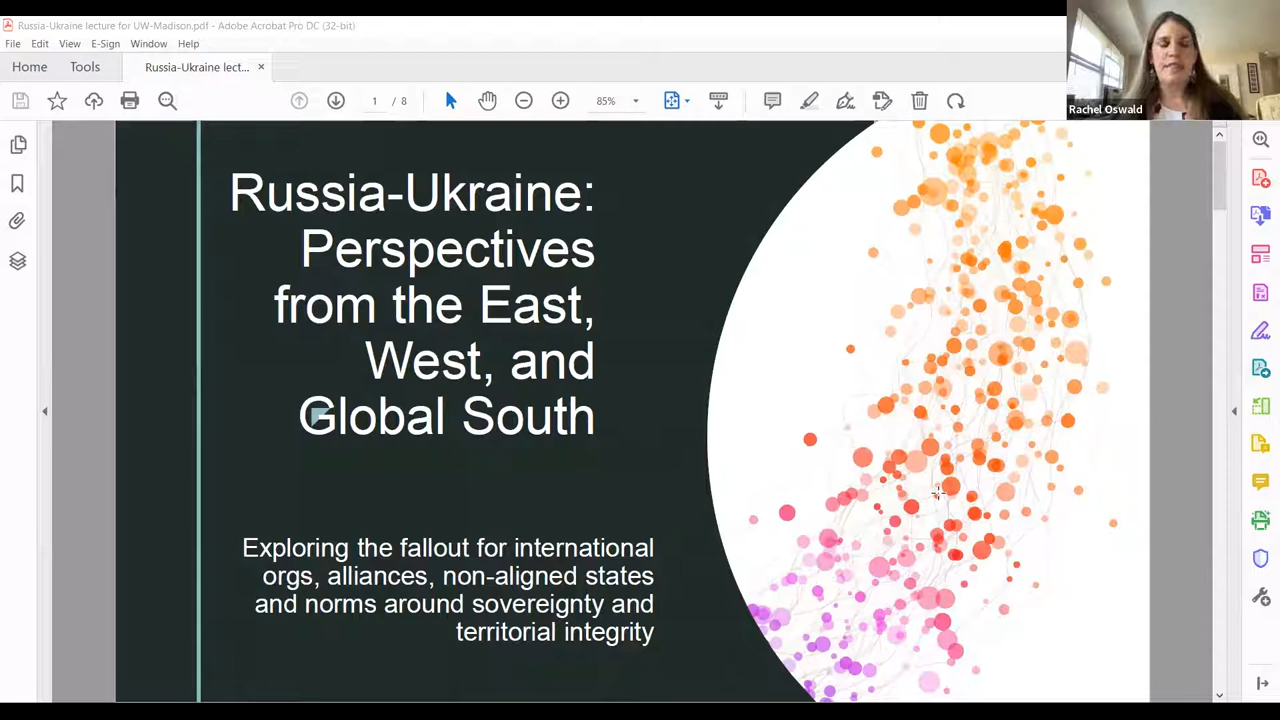 Russia-Ukraine lecture for UW-Madison.pdf - Adobe Acrobat Pro DC (32-bit)
File Edit View E-Sign Window Help
Home Tools Russia-Ukraine lect... ×
1 / 8 85%
Rachel Oswald
Russia-Ukraine:
Perspectives
from the East,
West, and
Global South
Exploring the fallout for international
orgs, alliances, non-aligned states
and norms around sovereignty and
territorial integrity